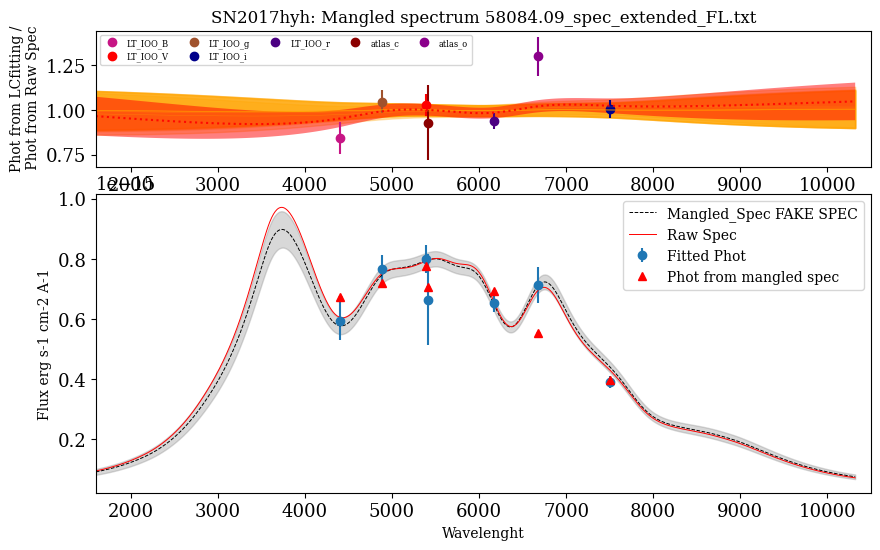 SN2017hyh: Mangled spectrum 58084.09_spec_extended_FL.txt
Phot from LCfitting /
Phot from Raw Spec
LT_IOO_B LT_IOO_g LT_IOO_r atlas_c atlas_o
LT_IOO_V LT_IOO_i
1.25
1.00
0.75
2000 3000 4000 5000 6000 7000 8000 9000 10000
1e−15
Flux erg s-1 cm-2 A-1
1.0
0.8
0.6
0.4
0.2
Mangled_Spec FAKE SPEC
Raw Spec
Fitted Phot
Phot from mangled spec
2000 3000 4000 5000 6000 7000 8000 9000 10000
Wavelenght